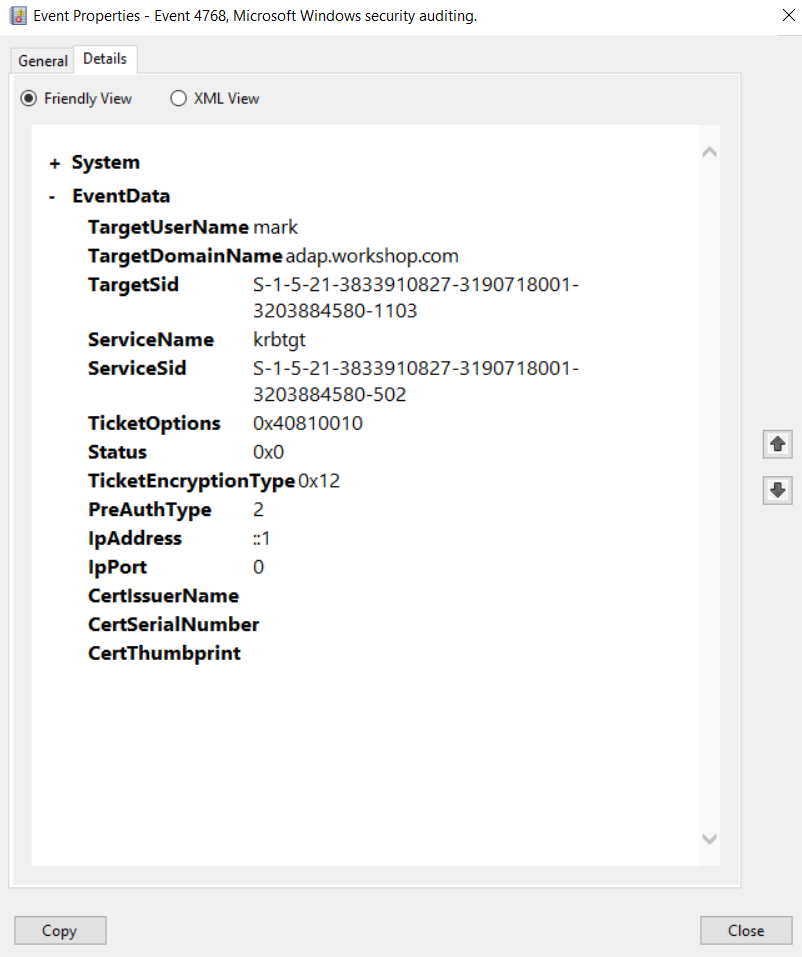 Event Properties - Event 4768, Microsoft Windows security auditing.
General
Details
Friendly View
XML View
+ System
- EventData
TargetUserName mark
TargetDomainName adap.workshop.com
TargetSid S-1-5-21-3833910827-3190718001-
3203884580-1103
ServiceName krbtgt
ServiceSid S-1-5-21-3833910827-3190718001-
3203884580-502
TicketOptions 0x40810010
Status 0x0
TicketEncryptionType 0x12
PreAuthType 2
IpAddress ::1
IpPort 0
CertIssuerName
CertSerialNumber
CertThumbprint
Copy
Close